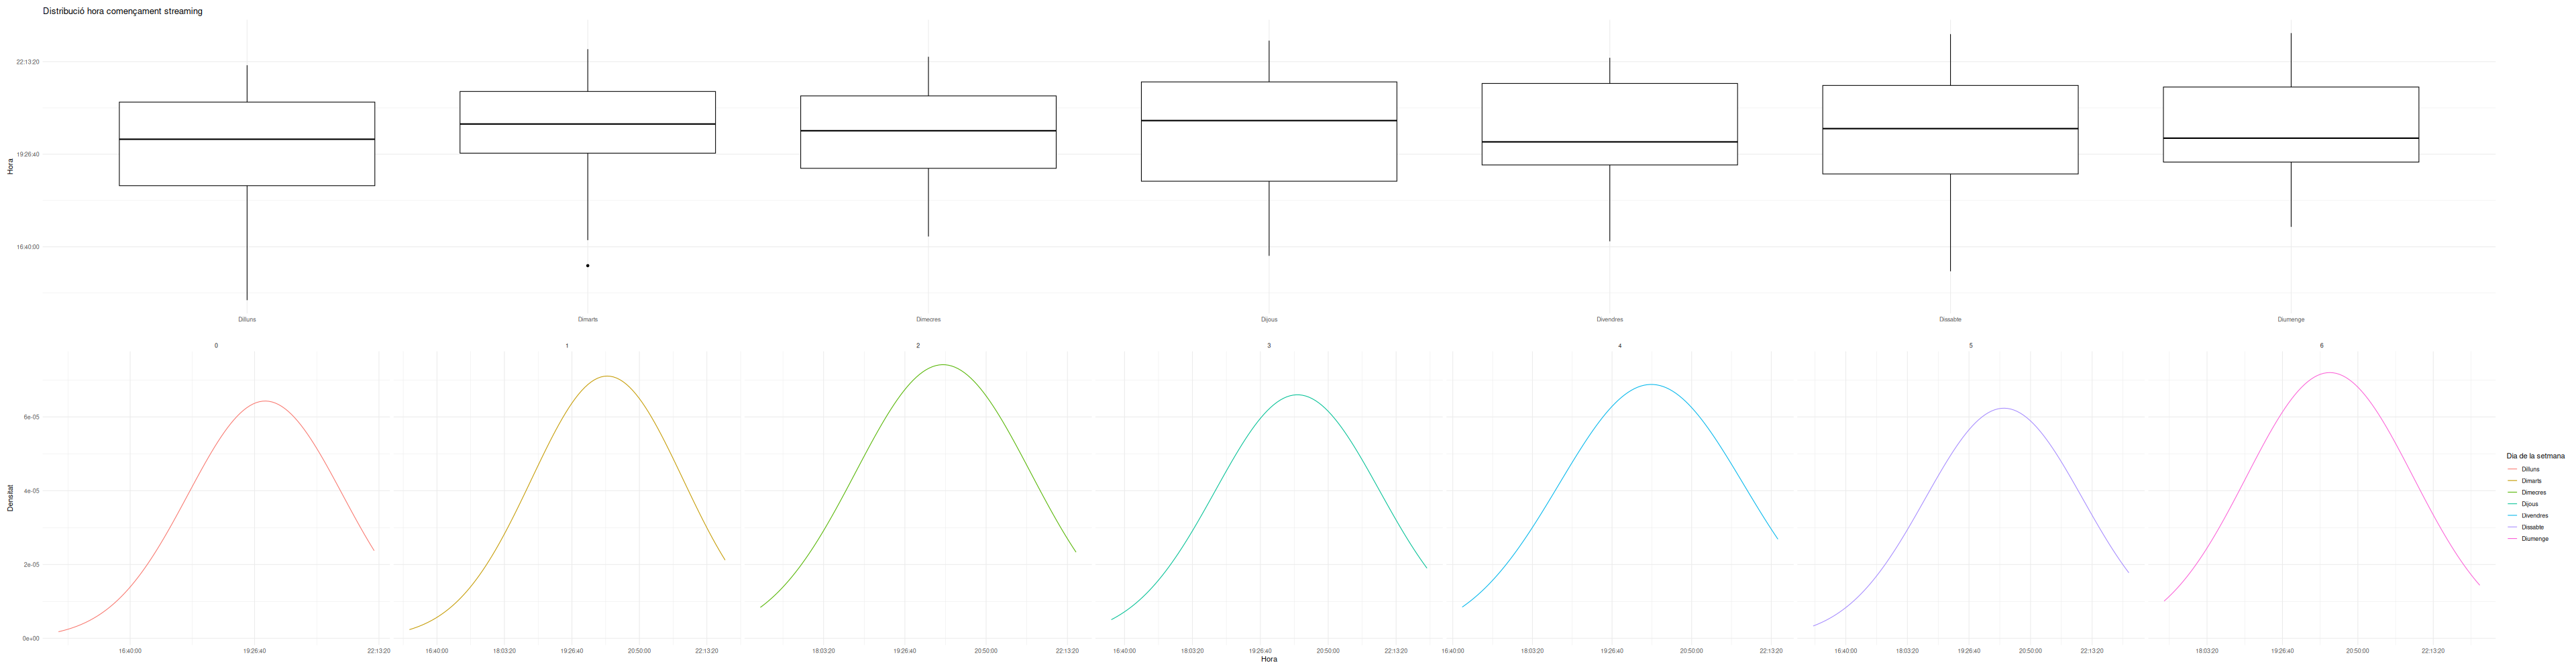 Distribució hora començament streaming
Hora
22:13:20
19:26:40
16:40:00
Dilluns Dimarts Dimecres Dijous Divendres Dissabte Diumenge
0 1 2 3 4 5 6
Densitat
6e-05
4e-05
2e-05
0e+00
16:40:00 19:26:40 22:13:20 16:40:00 18:03:20 19:26:40 20:50:00 22:13:20 18:03:20 19:26:40 20:50:00 22:13:20 16:40:00 18:03:20 19:26:40 20:50:00 22:13:20 16:40:00 18:03:20 19:26:40 20:50:00 22:13:20 16:40:00 18:03:20 19:26:40 20:50:00 22:13:20 18:03:20 19:26:40 20:50:00 22:13:20
Hora
Dia de la setmana
Dilluns
Dimarts
Dimecres
Dijous
Divendres
Dissabte
Diumenge